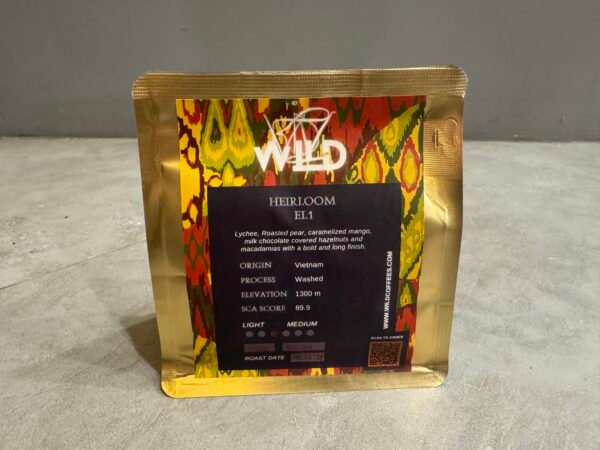 WILD
HEIRLOOM
EL1
Lychee, Roasted pear, caramelized mango,
milk chocolate covered hazelnuts and
macadamias with a bold and long finish.
ORIGIN Vietnam
PROCESS Washed
ELEVATION 1300 m
SCA SCORE 89.9
LIGHT MEDIUM
ROAST DATE
WWW.WILDCOFFEES.COM
SCAN TO ORDER